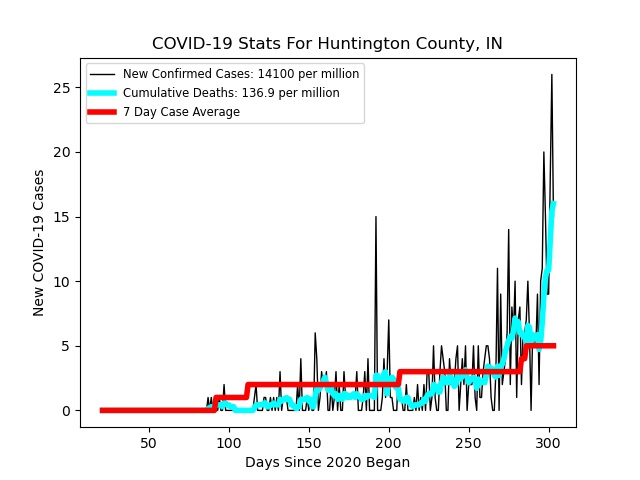 COVID-19 Stats For Huntington County, IN
New Confirmed Cases: 14100 per million
Cumulative Deaths: 136.9 per million
7 Day Case Average
25
20
15
10
5
0
New COVID-19 Cases
50 100 150 200 250 300
Days Since 2020 Began